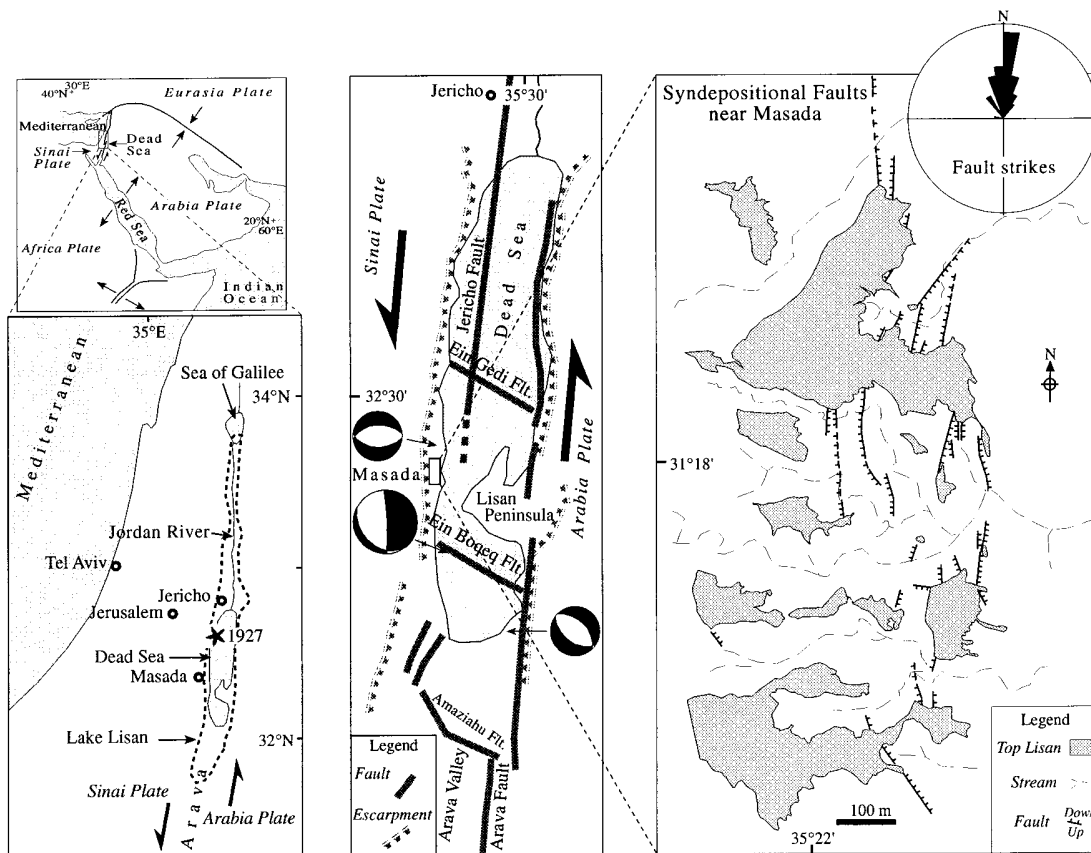 30°E
40°N
Eurasia Plate
Mediterranean
Dead
Sea
Sinai
Plate
Arabia Plate
Red Sea
20°N
60°E
Africa Plate
Indian
Ocean
35°E
Mediterranean
Sea of Galilee
34°N
Jordan River
Tel Aviv
Jericho
Jerusalem
1927
Dead Sea
Masada
Lake Lisan
32°N
Sinai Plate
Arava
Arabia Plate
Jericho
35°30'
Sinai Plate
Jericho Fault
Dead Sea
Ein Gedi Flt.
32°30'
Arabia Plate
Masada
Lisan
Peninsula
Ein Boqeq Flt.
Amaziahu Flt.
Legend
Fault
Escarpment
Arava Valley
Arava Fault
Syndepositional Faults
near Masada
N
Fault strikes
N
31°18'
100 m
35°22'
Legend
Top Lisan
Stream
Fault
Down
Up